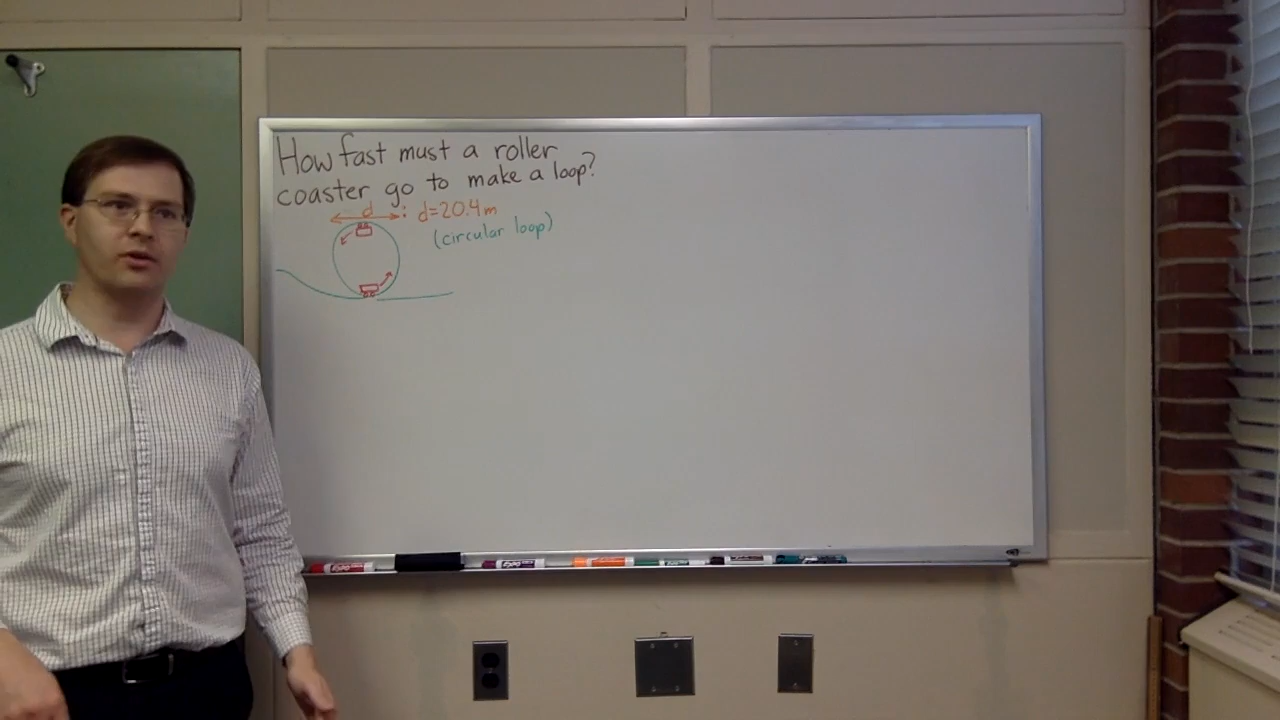 How fast must a roller
coaster go to make a loop?
d : d=20.4m
(circular loop)